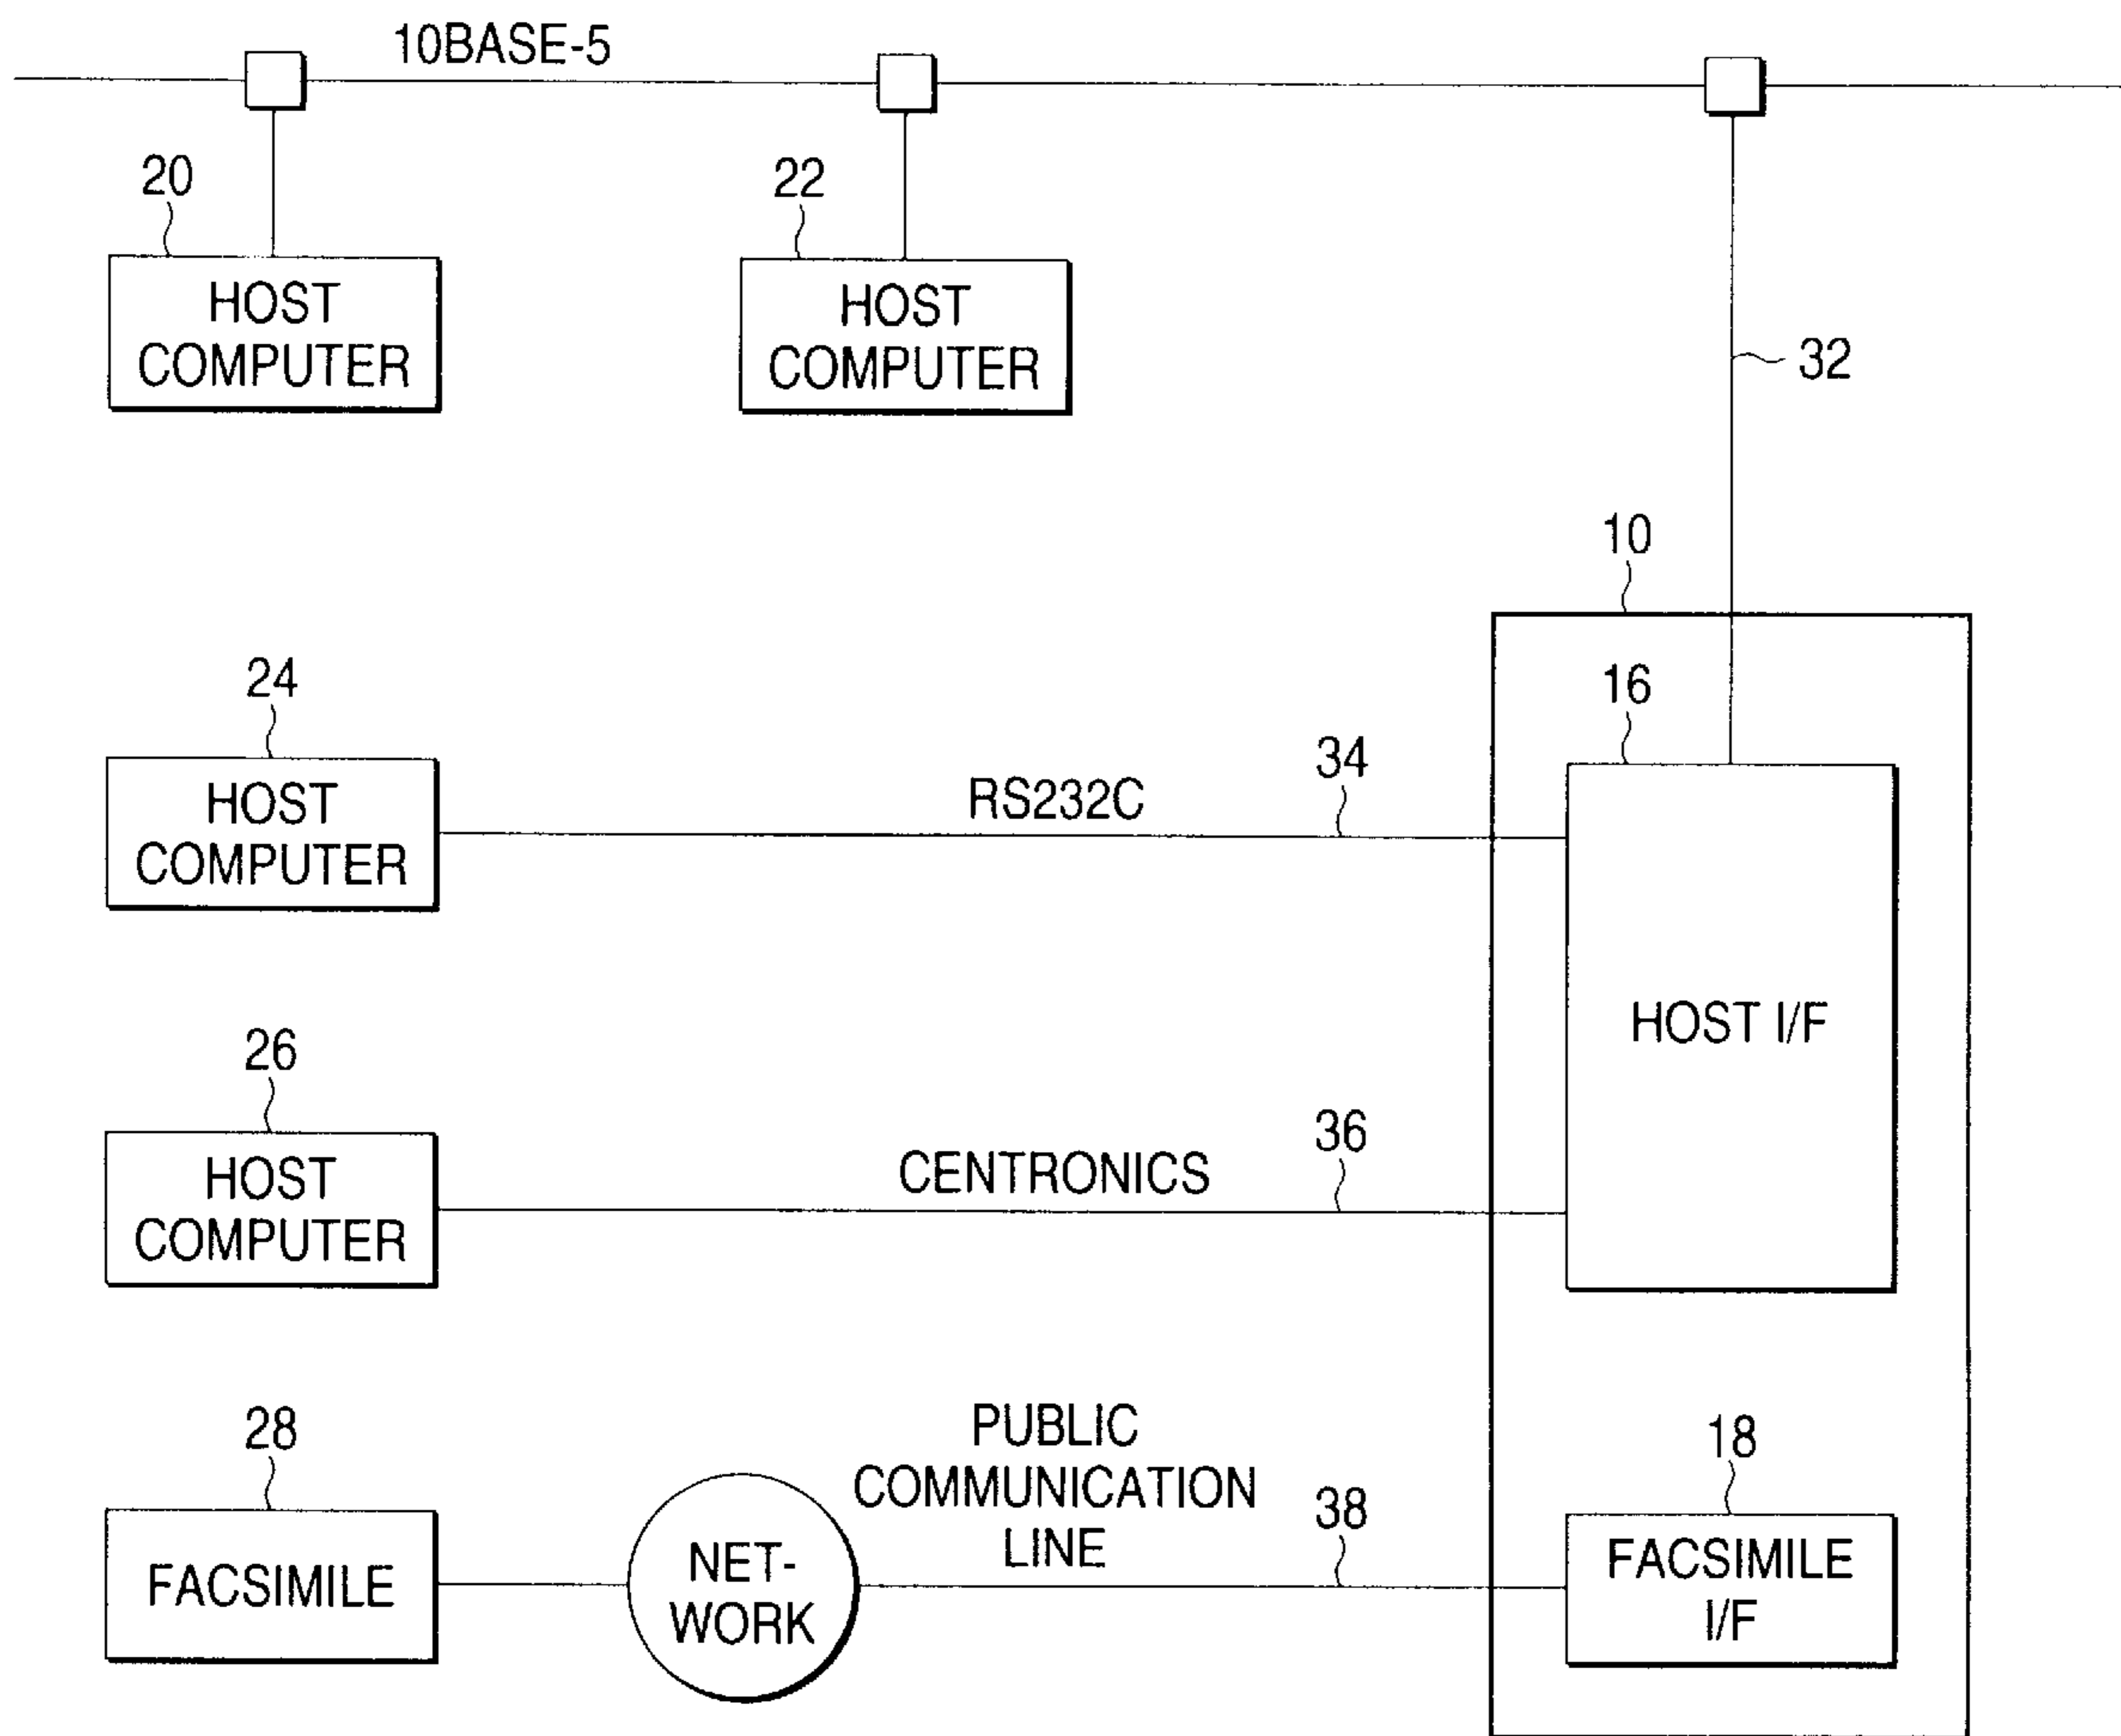 10BASE-5
20
22
HOST
COMPUTER
HOST
COMPUTER
32
10
24
16
HOST
COMPUTER
RS232C
34
HOST I/F
26
HOST
COMPUTER
CENTRONICS
36
28
FACSIMILE
NET-
WORK
PUBLIC
COMMUNICATION
LINE
38
18
FACSIMILE
I/F